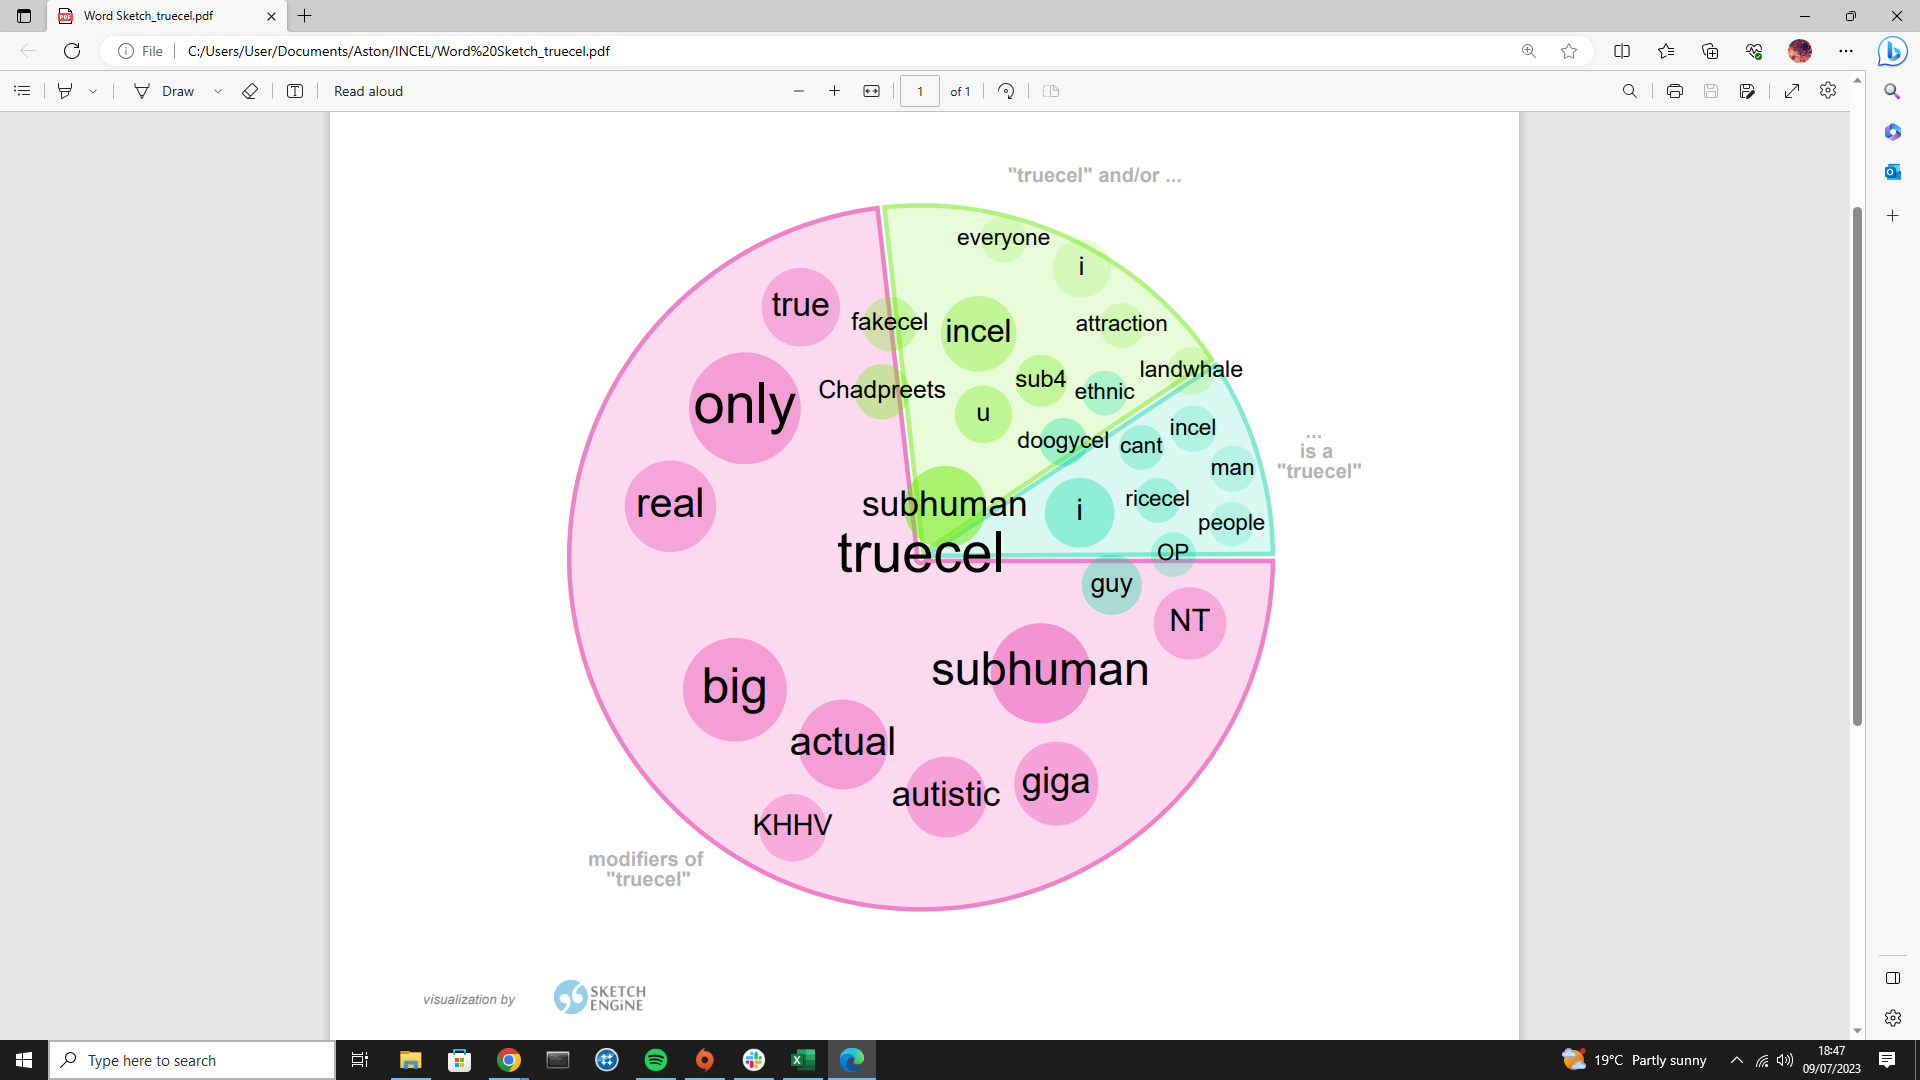 Word Sketch_truecel.pdf
File
C:/Users/User/Documents/Aston/INCEL/Word%20Sketch_truecel.pdf
Draw
Read aloud
1
of 1
"truecel" and/or ...
everyone
i
true
fakecel
incel
attraction
landwhale
sub4
ethnic
Chadpreets
only
u
doogycel
cant
incel
...
is a
"truecel"
man
real
subhuman
i
ricecel
people
truecel
OP
guy
NT
subhuman
big
actual
autistic
giga
KHHV
modifiers of
"truecel"
visualization by
SKETCH
ENGiNE
Type here to search
19°C Partly sunny
18:47
09/07/2023